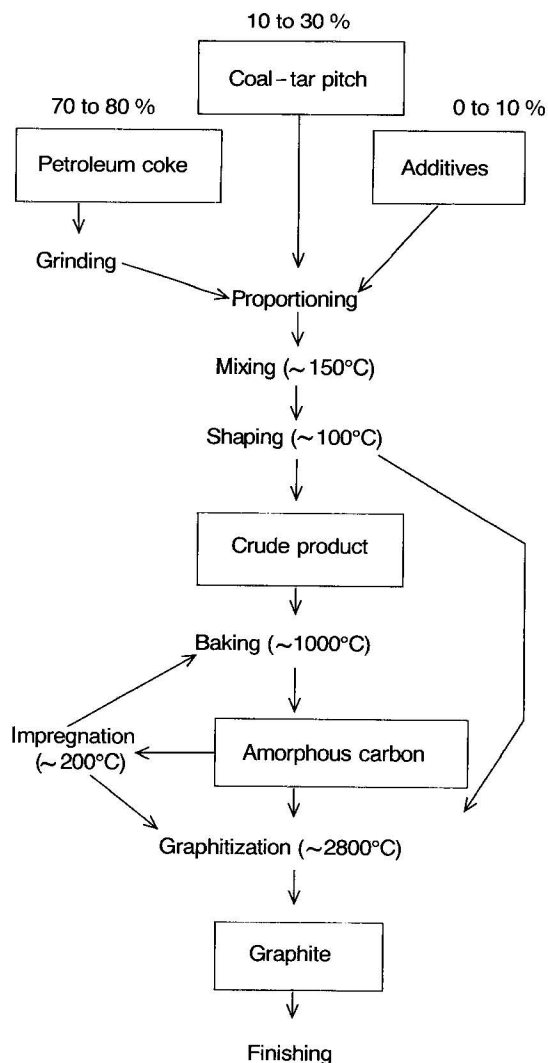 10 to 30 %
Coal-tar pitch
70 to 80 %
0 to 10 %
Petroleum coke
Additives
Grinding
Proportioning
Mixing (~150°C)
Shaping (~100°C)
Crude product
Baking (~1000°C)
Impregnation
(~200°C)
Amorphous carbon
Graphitization (~2800°C)
Graphite
Finishing